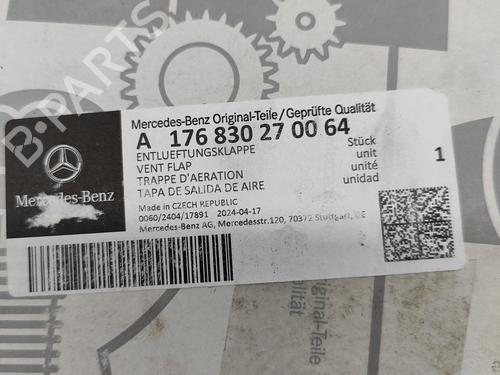 B-PARTS
Mercedes-Benz Original-Teile/Geprüfte Qualität
A 176 830 27 00 64
ENTLUEFTUNGSKLAPPE Stück
VENT FLAP unit
TRAPPE D'AERATION unité
TAPA DE SALIDA DE AIRE unidad
1
Made in CZECH REPUBLIC
0060/2404/17891 2024-04-17
Mercedes-Benz AG, Mercedesstr.120, 70372 Stuttgart, DE
Mercedes-Benz
Original-Teile